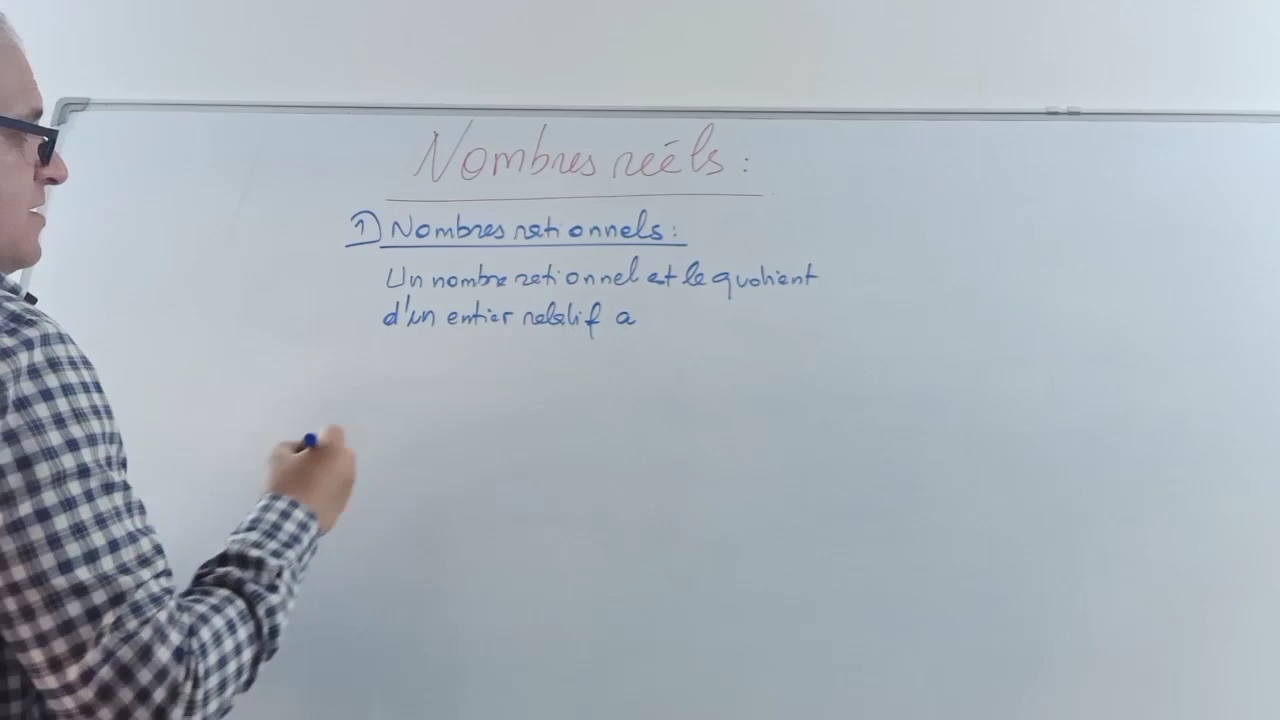 Nombres réels :
1) Nombres rationnels :
Un nombre rationnel est le quotient
d'un entier relatif a